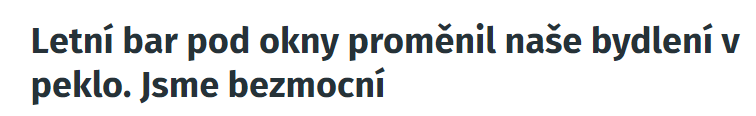 Letní bar pod okny proměnil naše bydlení v
peklo. Jsme bezmocní